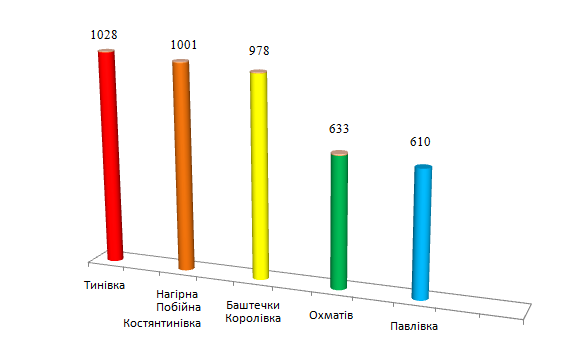 1028
1001
978
633
610
Тинівка
Нагірна
Побійна
Костянтинівка
Баштечки
Королівка
Охматів
Павлівка